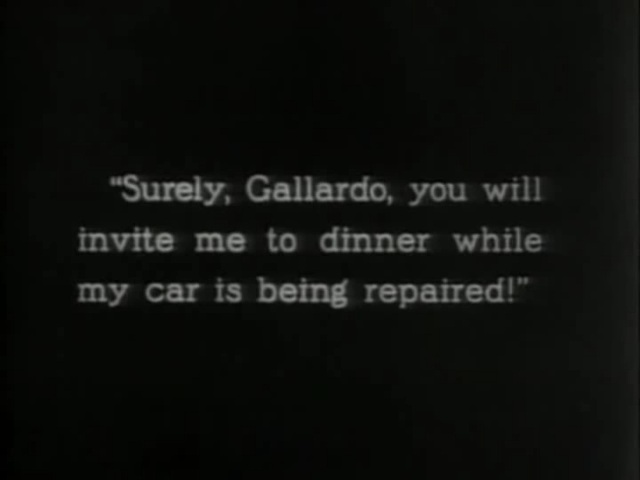 “Surely, Gallardo, you will
invite me to dinner while
my car is being repaired!”